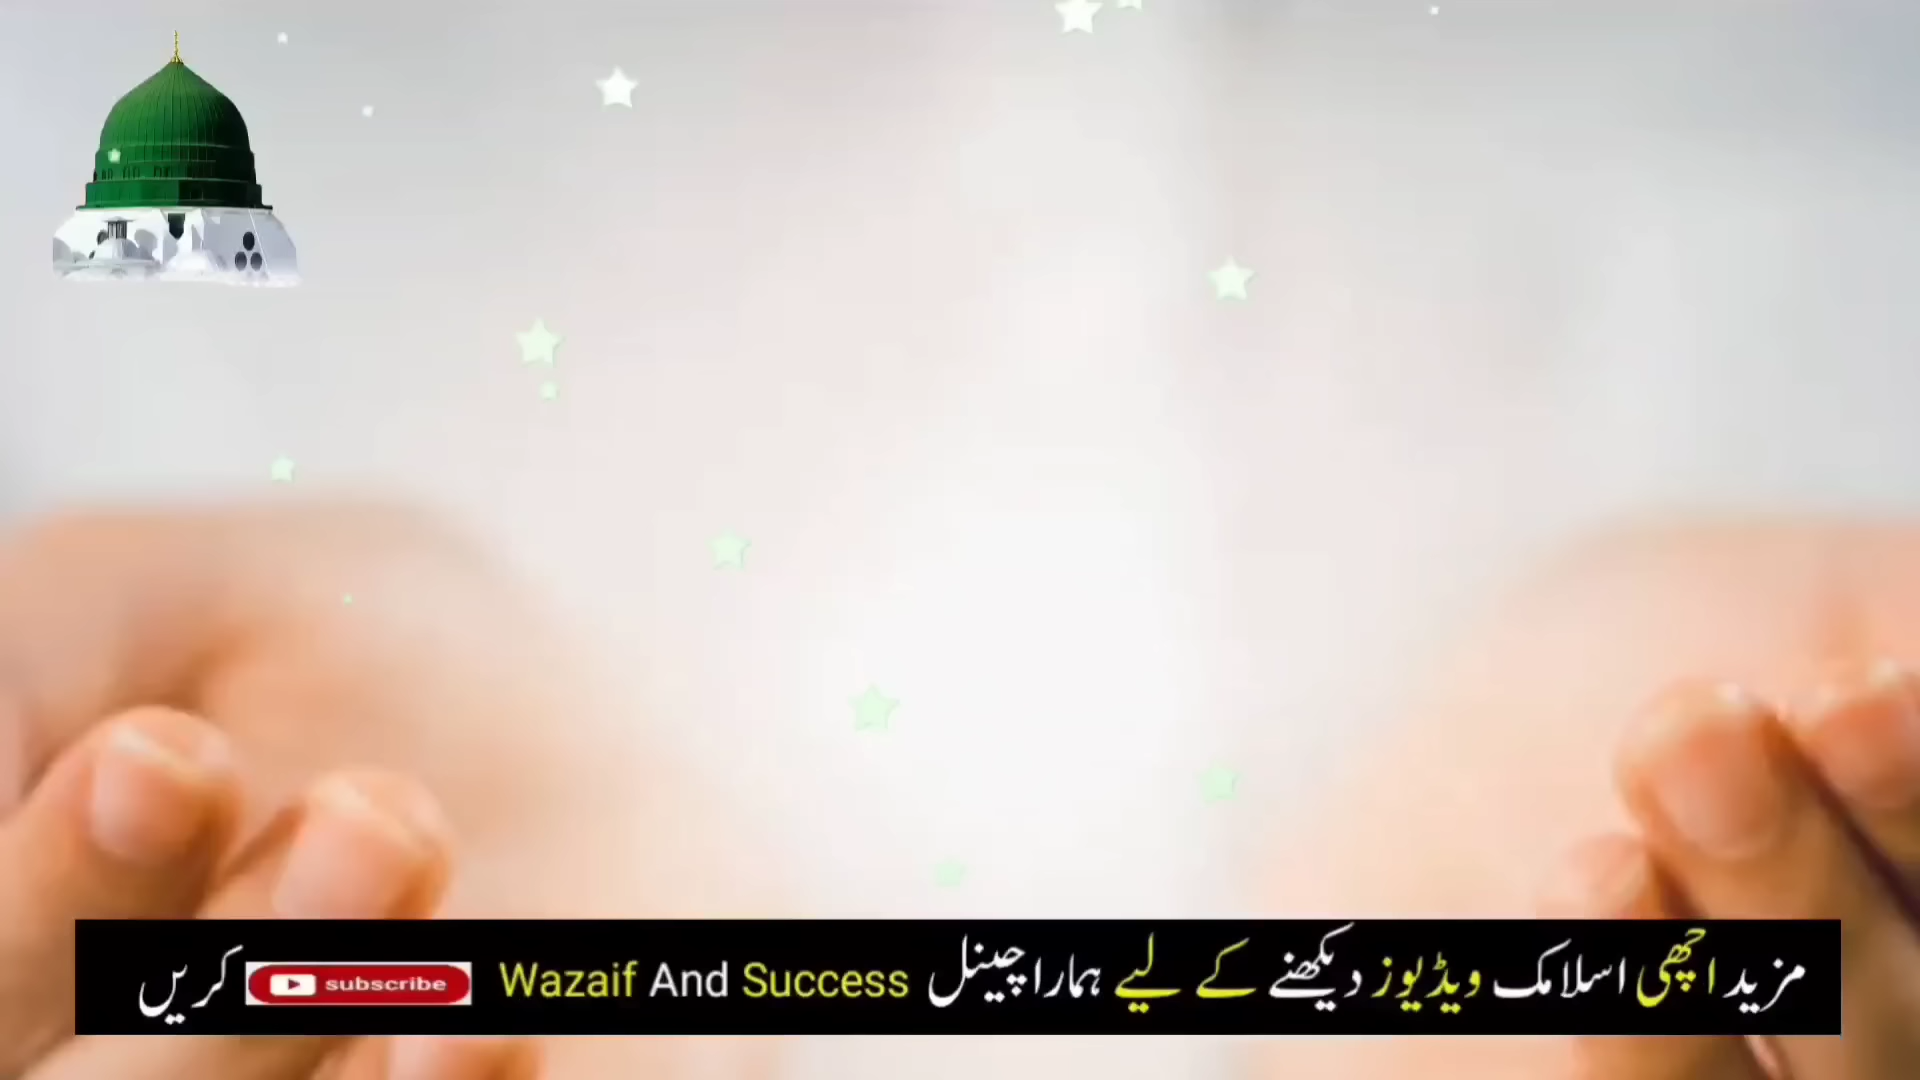 مزید اچھی اسلامک ویڈیوز دیکھنے کے لیے ہمارا چینل Wazaif And Success subscribe کریں